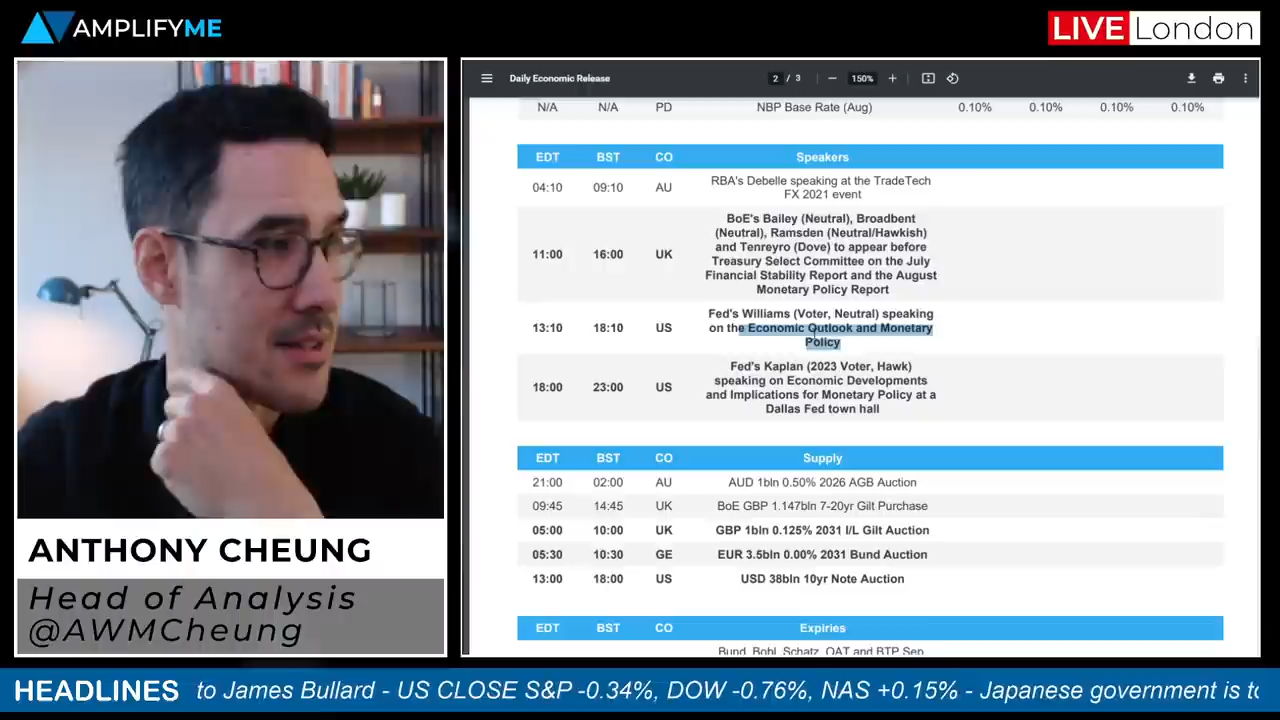 AMPLIFYME
LIVE London
Daily Economic Release
2 / 3
150%
N/A N/A PD NBP Base Rate (Aug) 0.10% 0.10% 0.10% 0.10%
EDT BST CO Speakers
04:10 09:10 AU RBA's Debelle speaking at the TradeTech
FX 2021 event
11:00 16:00 UK BoE's Bailey (Neutral), Broadbent
(Neutral), Ramsden (Neutral/Hawkish)
and Tenreyro (Dove) to appear before
Treasury Select Committee on the July
Financial Stability Report and the August
Monetary Policy Report
13:10 18:10 US Fed's Williams (Voter, Neutral) speaking
on the Economic Outlook and Monetary
Policy
18:00 23:00 US Fed's Kaplan (2023 Voter, Hawk)
speaking on Economic Developments
and Implications for Monetary Policy at a
Dallas Fed town hall
EDT BST CO Supply
21:00 02:00 AU AUD 1bln 0.50% 2026 AGB Auction
09:45 14:45 UK BoE GBP 1.147bln 7-20yr Gilt Purchase
05:00 10:00 UK GBP 1bln 0.125% 2031 I/L Gilt Auction
05:30 10:30 GE EUR 3.5bln 0.00% 2031 Bund Auction
13:00 18:00 US USD 38bln 10yr Note Auction
EDT BST CO Expiries
Bund, Bobl, Schatz, OAT and BTP Sep
ANTHONY CHEUNG
Head of Analysis
@AWMCheung
HEADLINES to James Bullard - US CLOSE S&P -0.34%, DOW -0.76%, NAS +0.15% - Japanese government is to